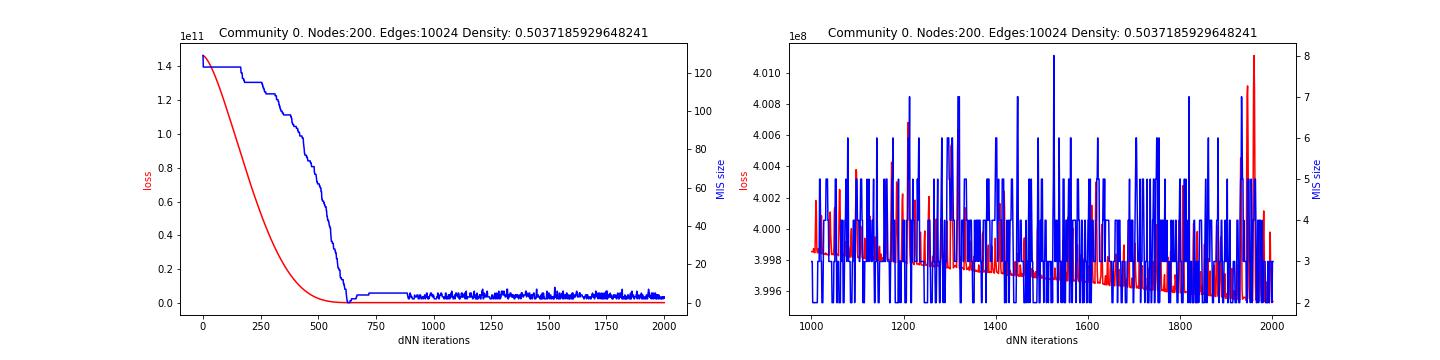 Community 0. Nodes:200. Edges:10024 Density: 0.5037185929648241
1e11
1.4
1.2
1.0
0.8
0.6
0.4
0.2
0.0
loss
120
100
80
60
40
20
0
MIS size
0 250 500 750 1000 1250 1500 1750 2000
dNN iterations
Community 0. Nodes:200. Edges:10024 Density: 0.5037185929648241
1e8
4.010
4.008
4.006
4.004
4.002
4.000
3.998
3.996
loss
8
7
6
5
4
3
2
MIS size
1000 1200 1400 1600 1800 2000
dNN iterations